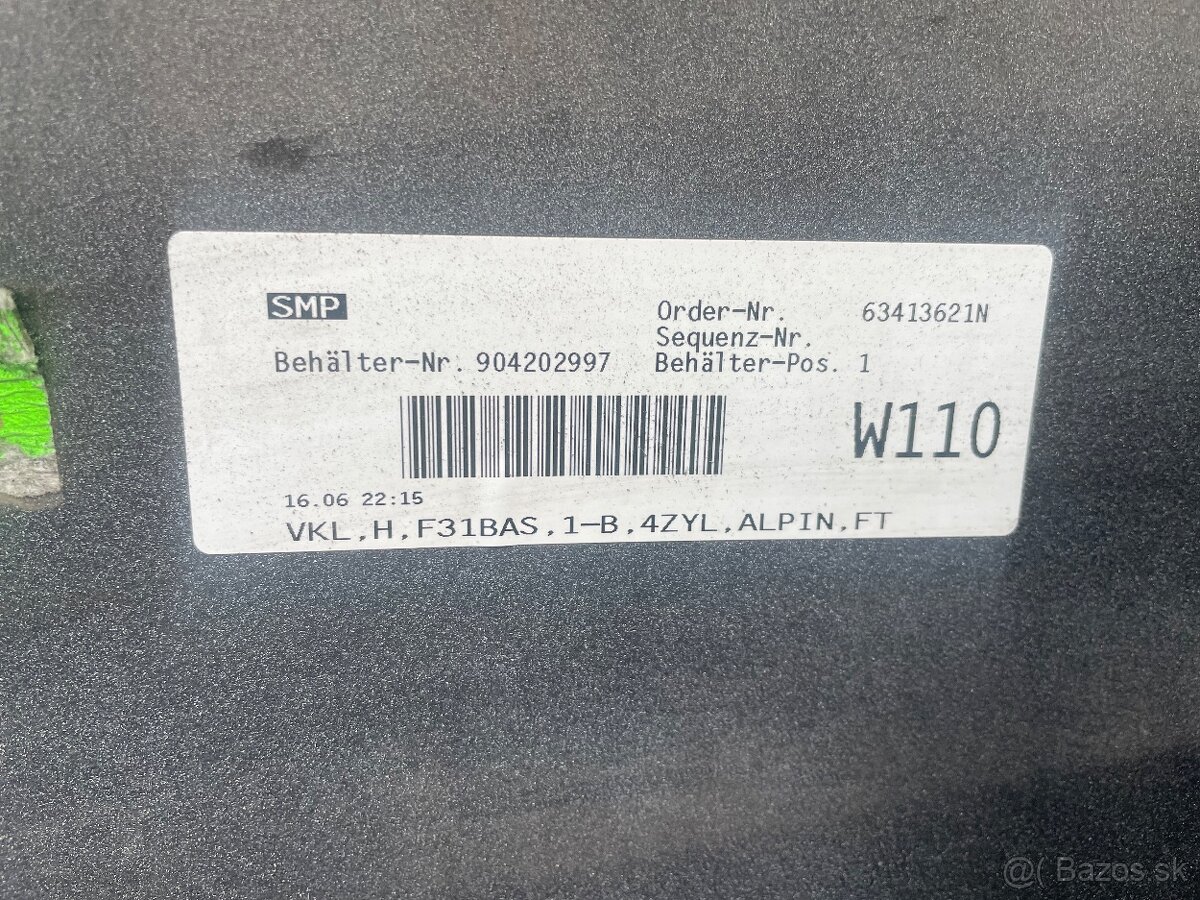 SMP
Order-Nr. 63413621N
Sequenz-Nr.
Behälter-Nr. 904202997 Behälter-Pos. 1
W110
16.06 22:15
VKL,H,F31BAS,1-B,4ZYL,ALPIN,FT
@( Bazos.sk